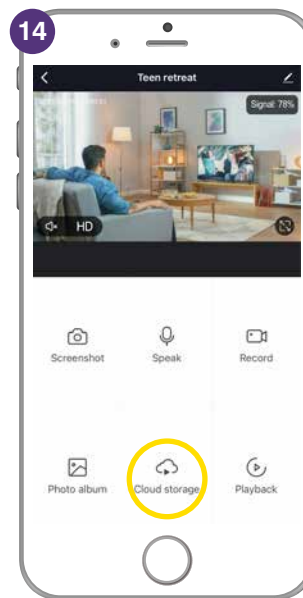 14
Teen retreat
Signal: 78%
HD
Screenshot Speak Record
Photo album Cloud storage Playback